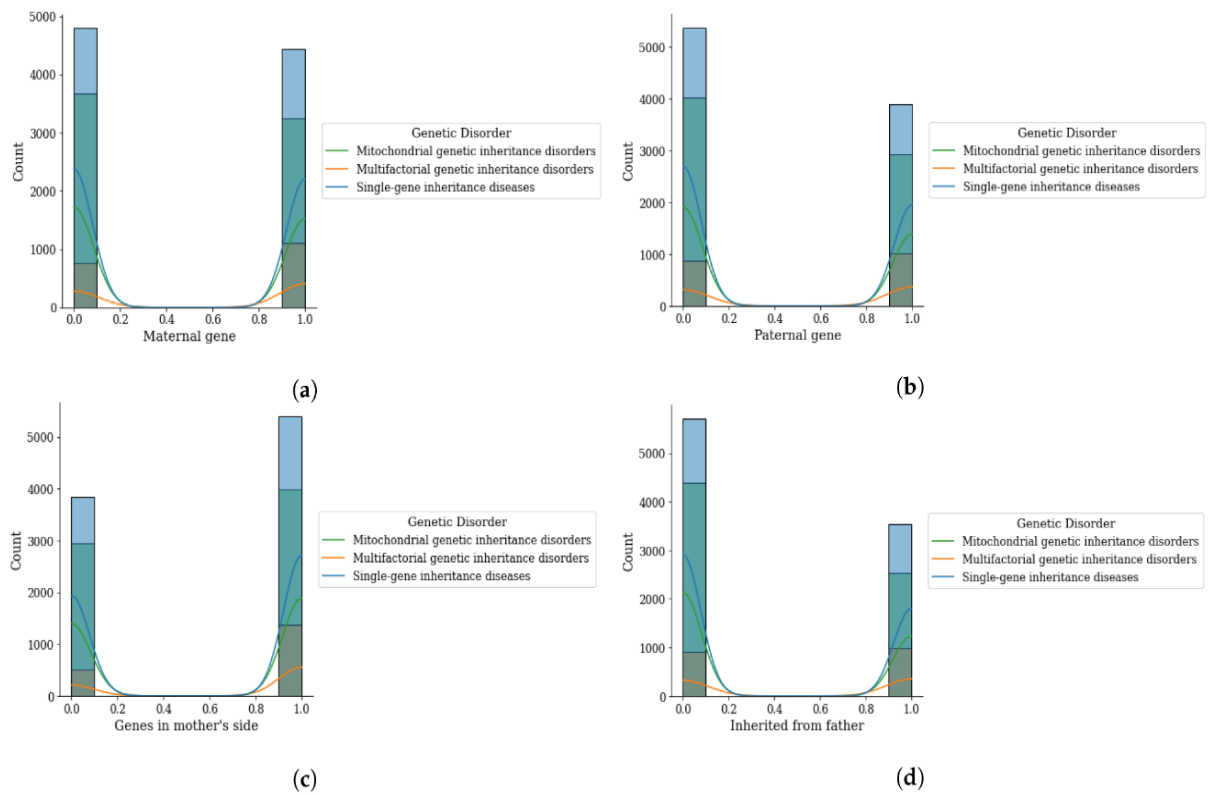 5000
4000
3000
2000
1000
0
Count
0.0 0.2 0.4 0.6 0.8 1.0
Maternal gene
Genetic Disorder
Mitochondrial genetic inheritance disorders
Multifactorial genetic inheritance disorders
Single-gene inheritance diseases
(a)
5000
4000
3000
2000
1000
0
Count
0.0 0.2 0.4 0.6 0.8 1.0
Paternal gene
Genetic Disorder
Mitochondrial genetic inheritance disorders
Multifactorial genetic inheritance disorders
Single-gene inheritance diseases
(b)
5000
4000
3000
2000
1000
0
Count
0.0 0.2 0.4 0.6 0.8 1.0
Genes in mother's side
Genetic Disorder
Mitochondrial genetic inheritance disorders
Multifactorial genetic inheritance disorders
Single-gene inheritance diseases
(c)
5000
4000
3000
2000
1000
0
Count
0.0 0.2 0.4 0.6 0.8 1.0
Inherited from father
Genetic Disorder
Mitochondrial genetic inheritance disorders
Multifactorial genetic inheritance disorders
Single-gene inheritance diseases
(d)